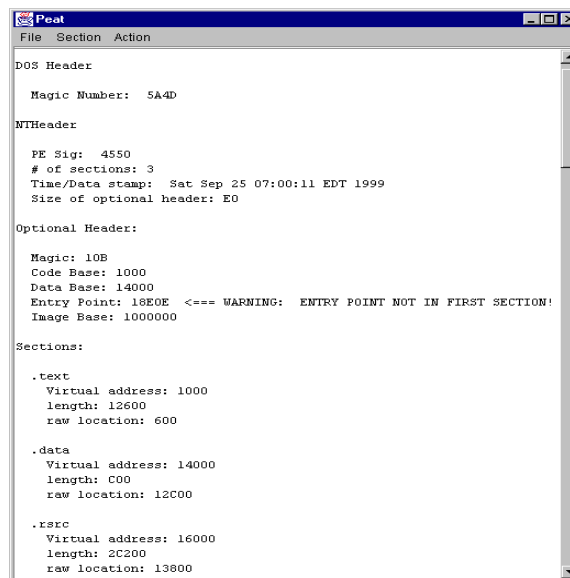 Peat
File Section Action
DOS Header
Magic Number: 5A4D
NTHeader
PE Sig: 4550
# of sections: 3
Time/Data stamp: Sat Sep 25 07:00:11 EDT 1999
Size of optional header: E0
Optional Header:
Magic: 10B
Code Base: 1000
Data Base: 14000
Entry Point: 18E0E <=== WARNING: ENTRY POINT NOT IN FIRST SECTION!
Image Base: 1000000
Sections:
.text
Virtual address: 1000
length: 12600
raw location: 600
.data
Virtual address: 14000
length: C00
raw location: 12C00
.rsrc
Virtual address: 16000
length: 2C200
raw location: 13800